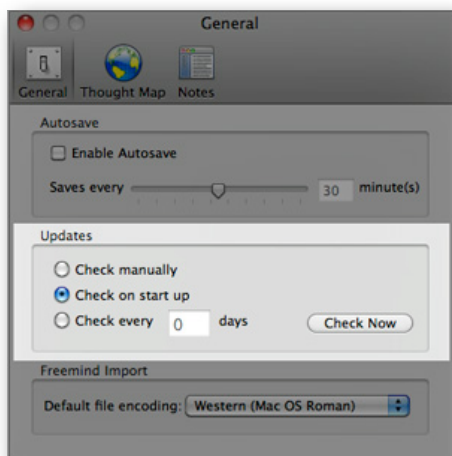 General
General Thought Map Notes
Autosave
Enable Autosave
Saves every 30 minute(s)
Updates
Check manually
Check on start up
Check every 0 days Check Now
Freemind Import
Default file encoding: Western (Mac OS Roman)